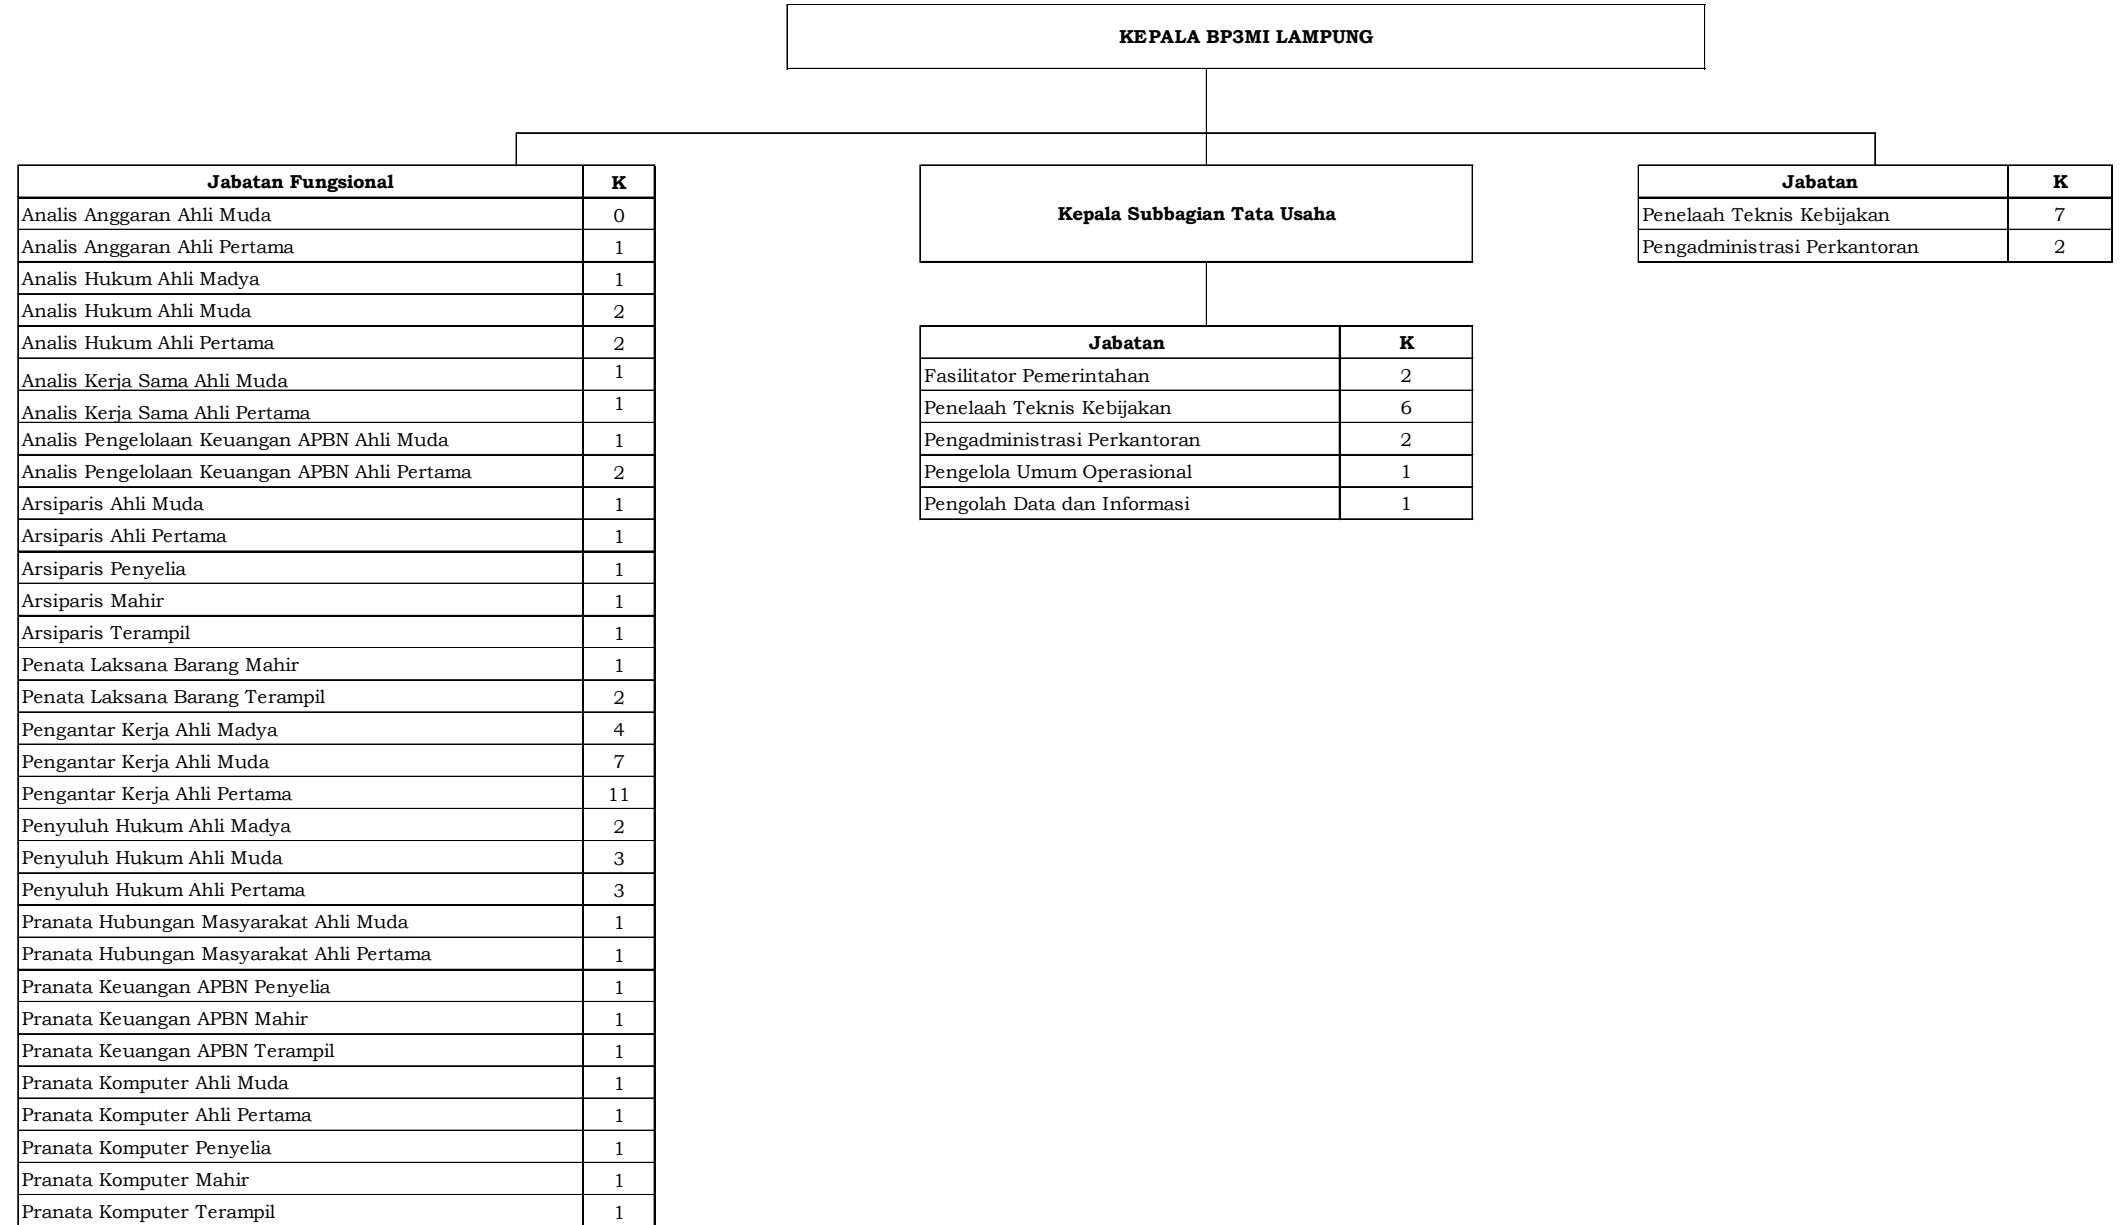 KEPALA BP3MI LAMPUNG
Jabatan Fungsional K
Analis Anggaran Ahli Muda 0
Analis Anggaran Ahli Pertama 1
Analis Hukum Ahli Madya 1
Analis Hukum Ahli Muda 2
Analis Hukum Ahli Pertama 2
Analis Kerja Sama Ahli Muda 1
Analis Kerja Sama Ahli Pertama 1
Analis Pengelolaan Keuangan APBN Ahli Muda 1
Analis Pengelolaan Keuangan APBN Ahli Pertama 2
Arsiparis Ahli Muda 1
Arsiparis Ahli Pertama 1
Arsiparis Penyelia 1
Arsiparis Mahir 1
Arsiparis Terampil 1
Penata Laksana Barang Mahir 1
Penata Laksana Barang Terampil 2
Pengantar Kerja Ahli Madya 4
Pengantar Kerja Ahli Muda 7
Pengantar Kerja Ahli Pertama 11
Penyuluh Hukum Ahli Madya 2
Penyuluh Hukum Ahli Muda 3
Penyuluh Hukum Ahli Pertama 3
Pranata Hubungan Masyarakat Ahli Muda 1
Pranata Hubungan Masyarakat Ahli Pertama 1
Pranata Keuangan APBN Penyelia 1
Pranata Keuangan APBN Mahir 1
Pranata Keuangan APBN Terampil 1
Pranata Komputer Ahli Muda 1
Pranata Komputer Ahli Pertama 1
Pranata Komputer Penyelia 1
Pranata Komputer Mahir 1
Pranata Komputer Terampil 1
Kepala Subbagian Tata Usaha
Jabatan K
Fasilitator Pemerintahan 2
Penelaah Teknis Kebijakan 6
Pengadministrasi Perkantoran 2
Pengelola Umum Operasional 1
Pengolah Data dan Informasi 1
Jabatan K
Penelaah Teknis Kebijakan 7
Pengadministrasi Perkantoran 2